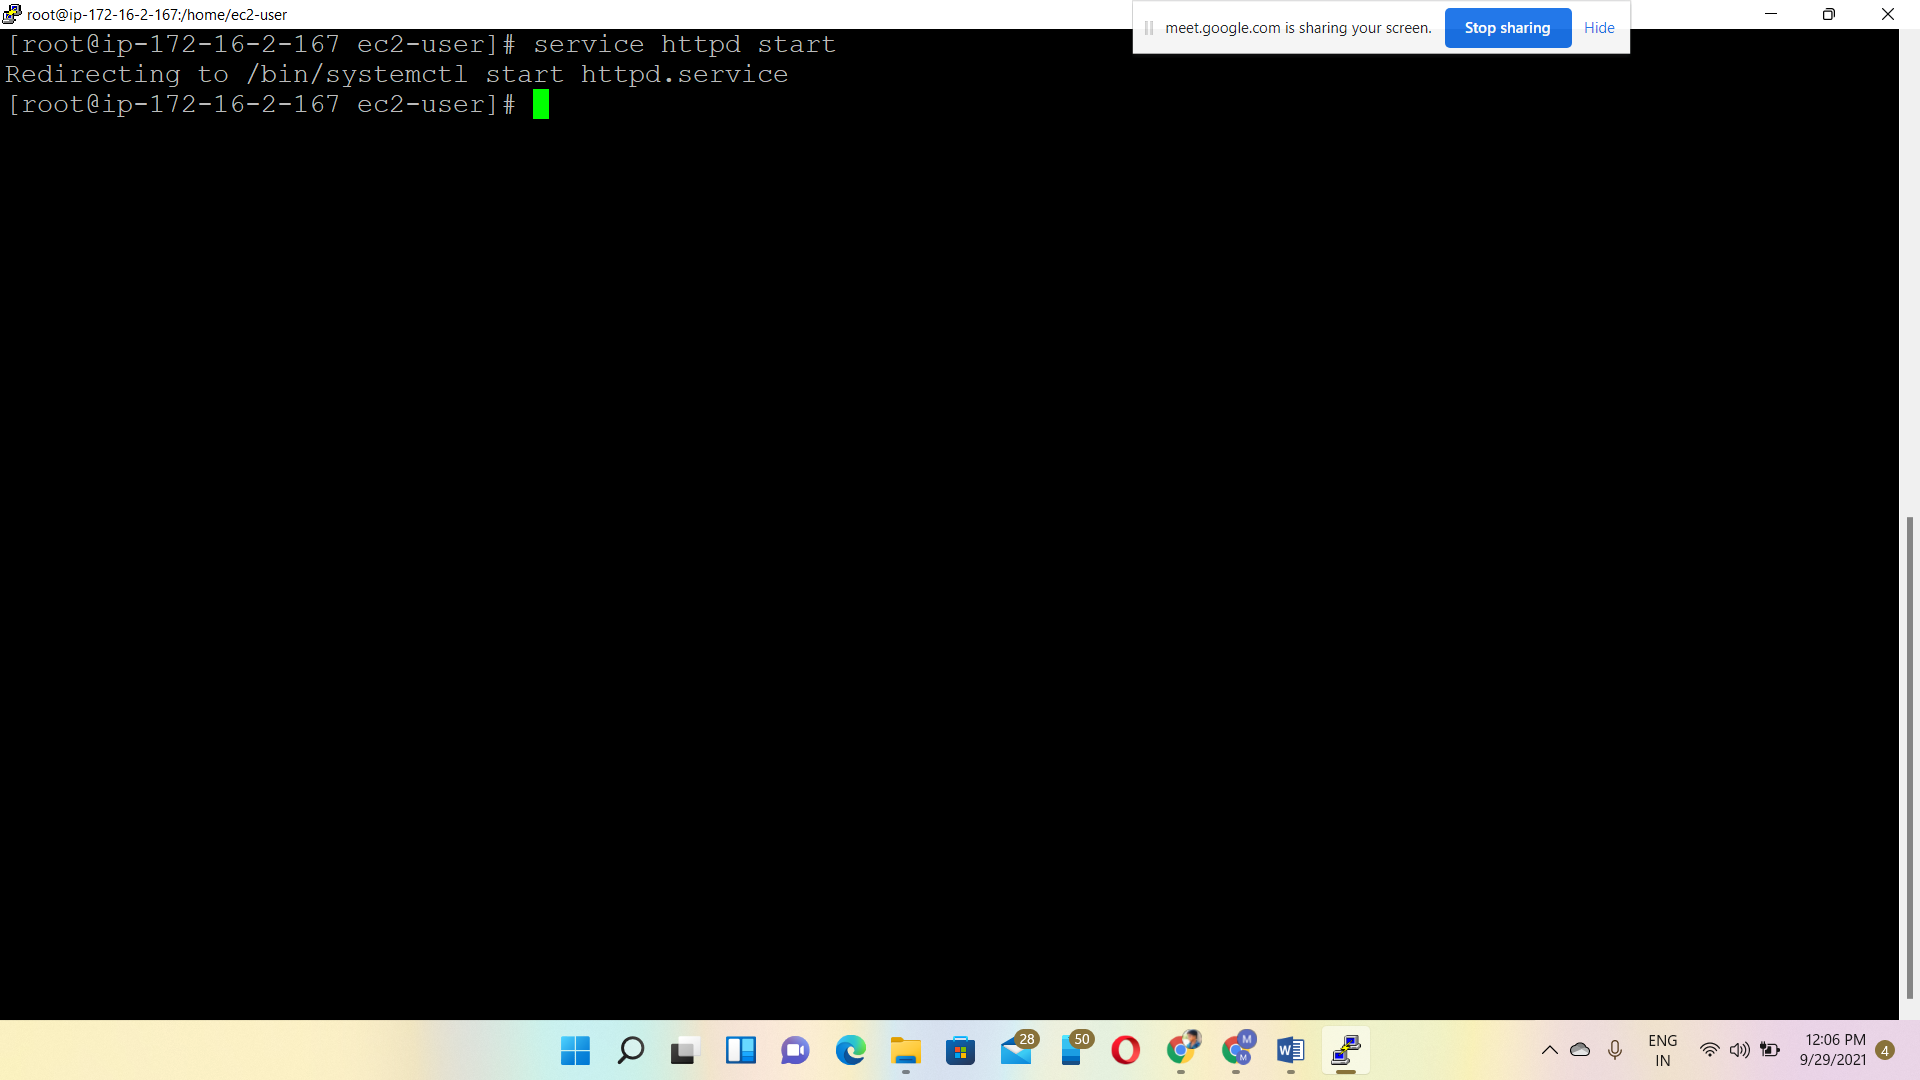 root@ip-172-16-2-167:/home/ec2-user
meet.google.com is sharing your screen. Stop sharing Hide
[root@ip-172-16-2-167 ec2-user]# service httpd start
Redirecting to /bin/systemctl start httpd.service
[root@ip-172-16-2-167 ec2-user]#
28
50
M
M
W
ENG
IN
12:06 PM
9/29/2021
4